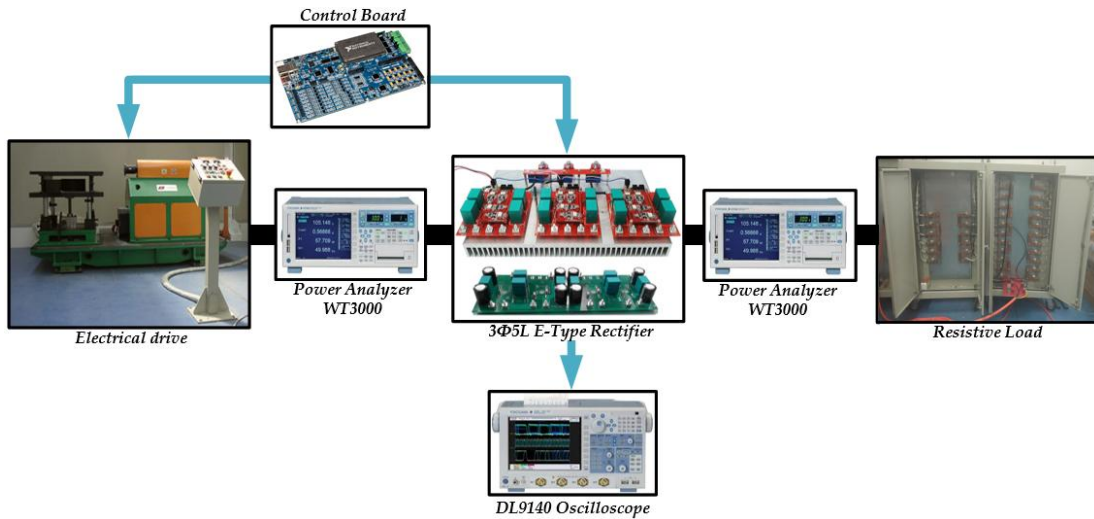 Control Board
Electrical drive
Power Analyzer
WT3000
3Φ5L E-Type Rectifier
Power Analyzer
WT3000
Resistive Load
DL9140 Oscilloscope